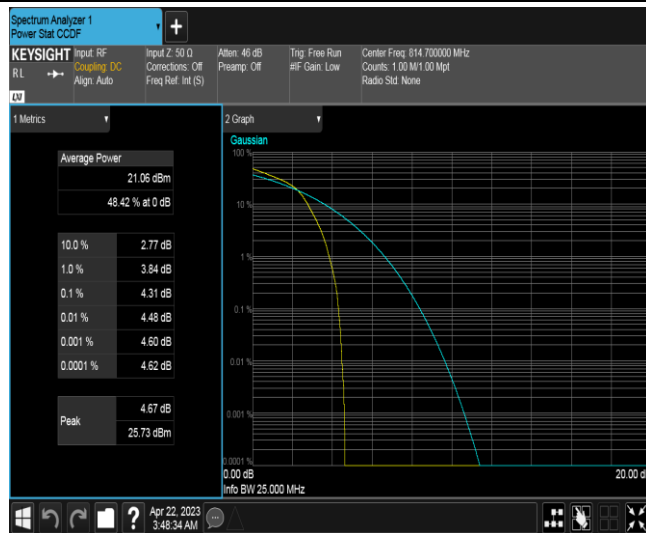 Spectrum Analyzer 1
Power Stat CCDF
+
KEYSIGHT
RL
Input: RF
Coupling: DC
Align: Auto
Input Z: 50 Ω
Corrections: Off
Freq Ref: Int (S)
Atten: 46 dB
Preamp: Off
Trig: Free Run
#IF Gain: Low
Center Freq: 814.700000 MHz
Counts: 1.00 M/1.00 Mpt
Radio Std: None
LXI
1 Metrics
Average Power
21.06 dBm
48.42 % at 0 dB
10.0 % 2.77 dB
1.0 % 3.84 dB
0.1 % 4.31 dB
0.01 % 4.48 dB
0.001 % 4.60 dB
0.0001 % 4.62 dB
Peak
4.67 dB
25.73 dBm
2 Graph
Gaussian
100 %
10 %
1 %
0.1 %
0.01 %
0.001 %
0.0001 %
0.00 dB
20.00 d
Info BW 25.000 MHz
?
Apr 22, 2023
3:48:34 AM